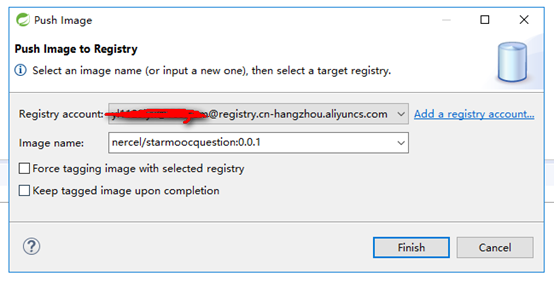 Push Image
Push Image to Registry
Select an image name (or input a new one), then select a target registry.
Registry account: @registry.cn-hangzhou.aliyuncs.com Add a registry account...
Image name: nercel/starmoocquestion:0.0.1
Force tagging image with selected registry
Keep tagged image upon completion
? Finish Cancel